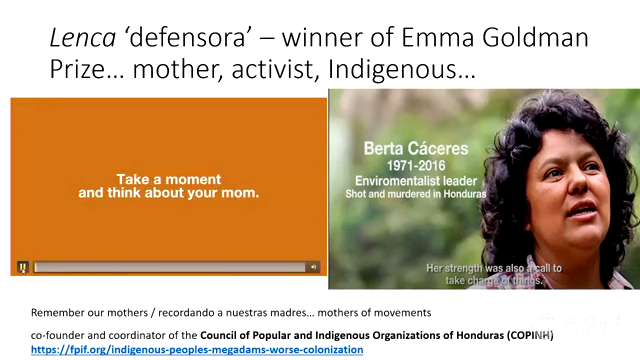 Lenca ‘defensora’ – winner of Emma Goldman
Prize… mother, activist, Indigenous…
Take a moment
and think about your mom.
Berta Cáceres
1971-2016
Enviromentalist leader
Shot and murdered in Honduras
Her strength was also a call to
take charge of things.
Remember our mothers / recordando a nuestras madres… mothers of movements
co-founder and coordinator of the Council of Popular and Indigenous Organizations of Honduras (COPINH)
https://fpif.org/indigenous-peoples-megadams-worse-colonization